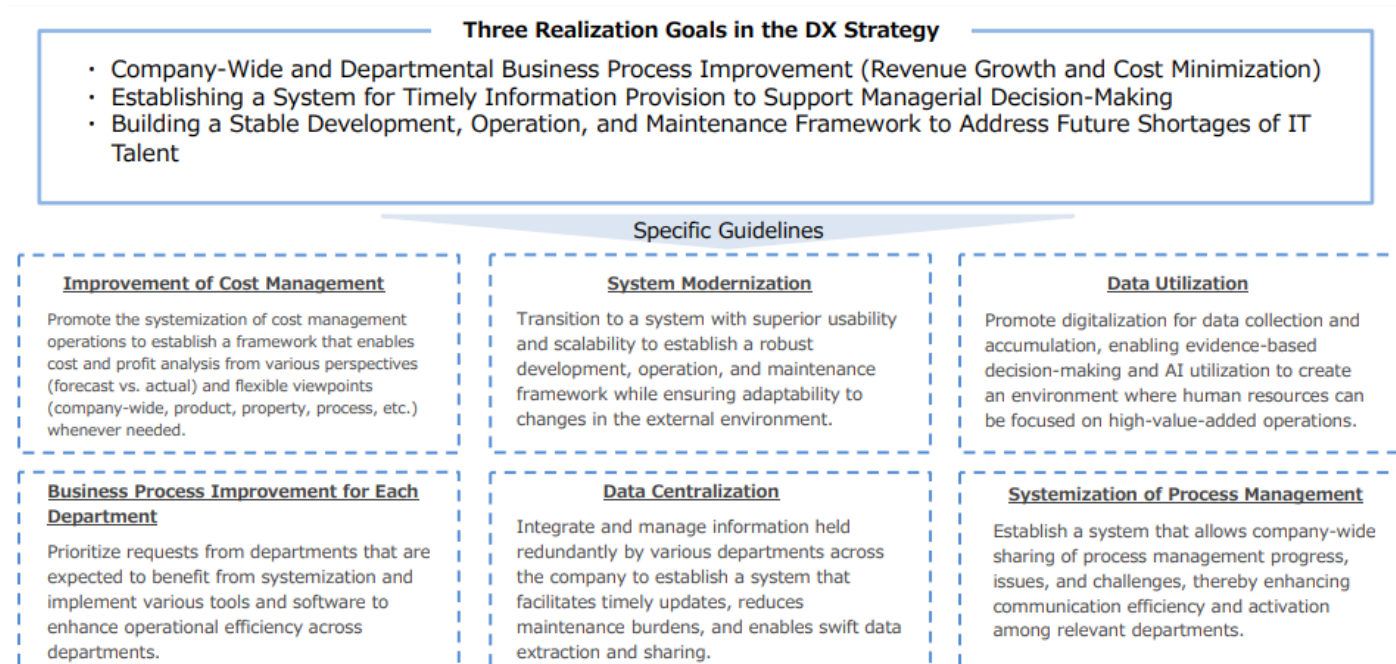 Three Realization Goals in the DX Strategy
・ Company-Wide and Departmental Business Process Improvement (Revenue Growth and Cost Minimization)
・ Establishing a System for Timely Information Provision to Support Managerial Decision-Making
・ Building a Stable Development, Operation, and Maintenance Framework to Address Future Shortages of IT
Talent
Specific Guidelines
Improvement of Cost Management
Promote the systemization of cost management
operations to establish a framework that enables
cost and profit analysis from various perspectives
(forecast vs. actual) and flexible viewpoints
(company-wide, product, property, process, etc.)
whenever needed.
System Modernization
Transition to a system with superior usability
and scalability to establish a robust
development, operation, and maintenance
framework while ensuring adaptability to
changes in the external environment.
Data Utilization
Promote digitalization for data collection and
accumulation, enabling evidence-based
decision-making and AI utilization to create
an environment where human resources can
be focused on high-value-added operations.
Business Process Improvement for Each
Department
Prioritize requests from departments that are
expected to benefit from systemization and
implement various tools and software to
enhance operational efficiency across
departments.
Data Centralization
Integrate and manage information held
redundantly by various departments across
the company to establish a system that
facilitates timely updates, reduces
maintenance burdens, and enables swift data
extraction and sharing.
Systemization of Process Management
Establish a system that allows company-wide
sharing of process management progress,
issues, and challenges, thereby enhancing
communication efficiency and activation
among relevant departments.